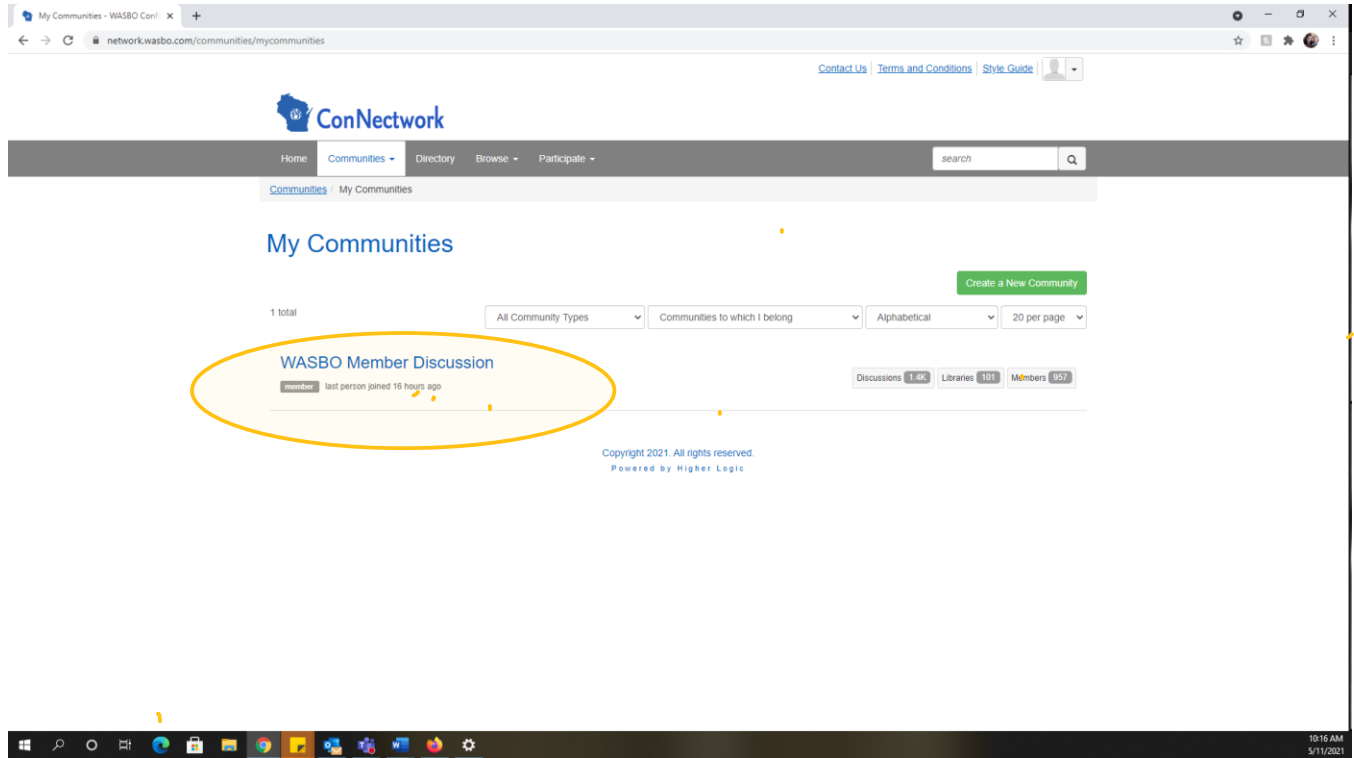 My Communities - WASBO ConN
network.wasbo.com/communities/mycommunities
Contact Us Terms and Conditions Style Guide
ConNectwork
Home Communities Directory Browse Participate search
Communities / My Communities
My Communities
Create a New Community
1 total All Community Types Communities to which I belong Alphabetical 20 per page
WASBO Member Discussion
member last person joined 16 hours ago
Discussions 1.4K Libraries 101 Members 957
Copyright 2021. All rights reserved.
Powered by Higher Logic
10:16 AM
5/11/2021